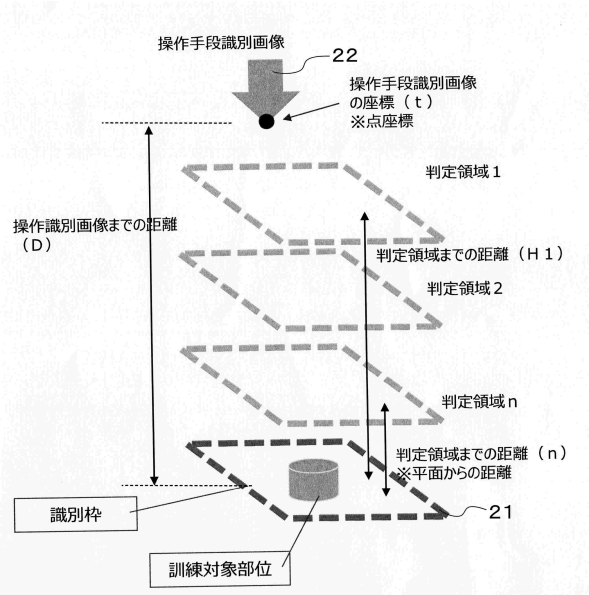 操作手段識別画像
22
操作手段識別画像
の座標（ｔ）
※点座標
判定領域１
操作識別画像までの距離
（Ｄ）
判定領域までの距離（Ｈ１）
判定領域２
判定領域ｎ
判定領域までの距離（ｎ）
※平面からの距離
識別枠
21
訓練対象部位